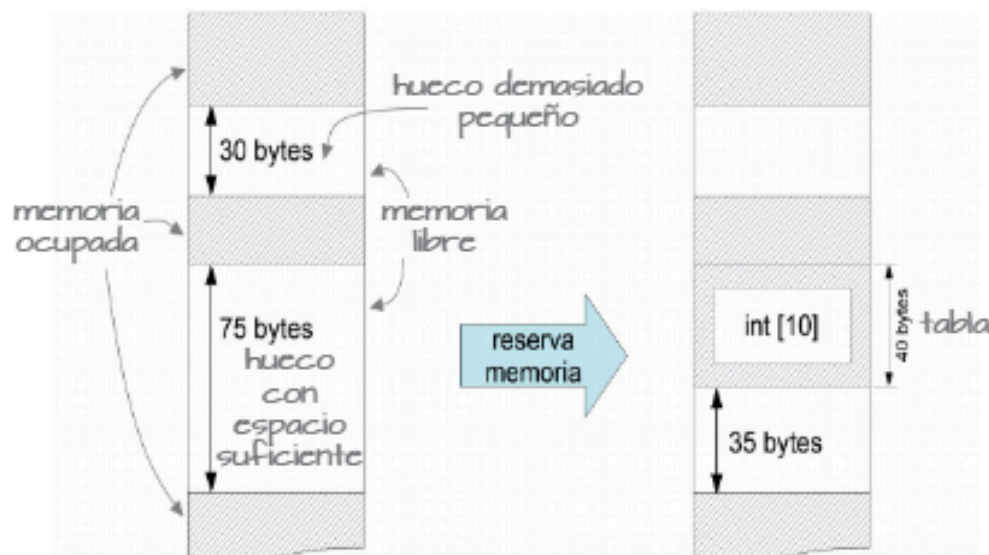 hueco demasiado
pequeño
30 bytes
memoria
ocupada
memoria
libre
75 bytes
hueco
con
espacio
suficiente
reserva
memoria
int [10]
40 bytes
tabla
35 bytes